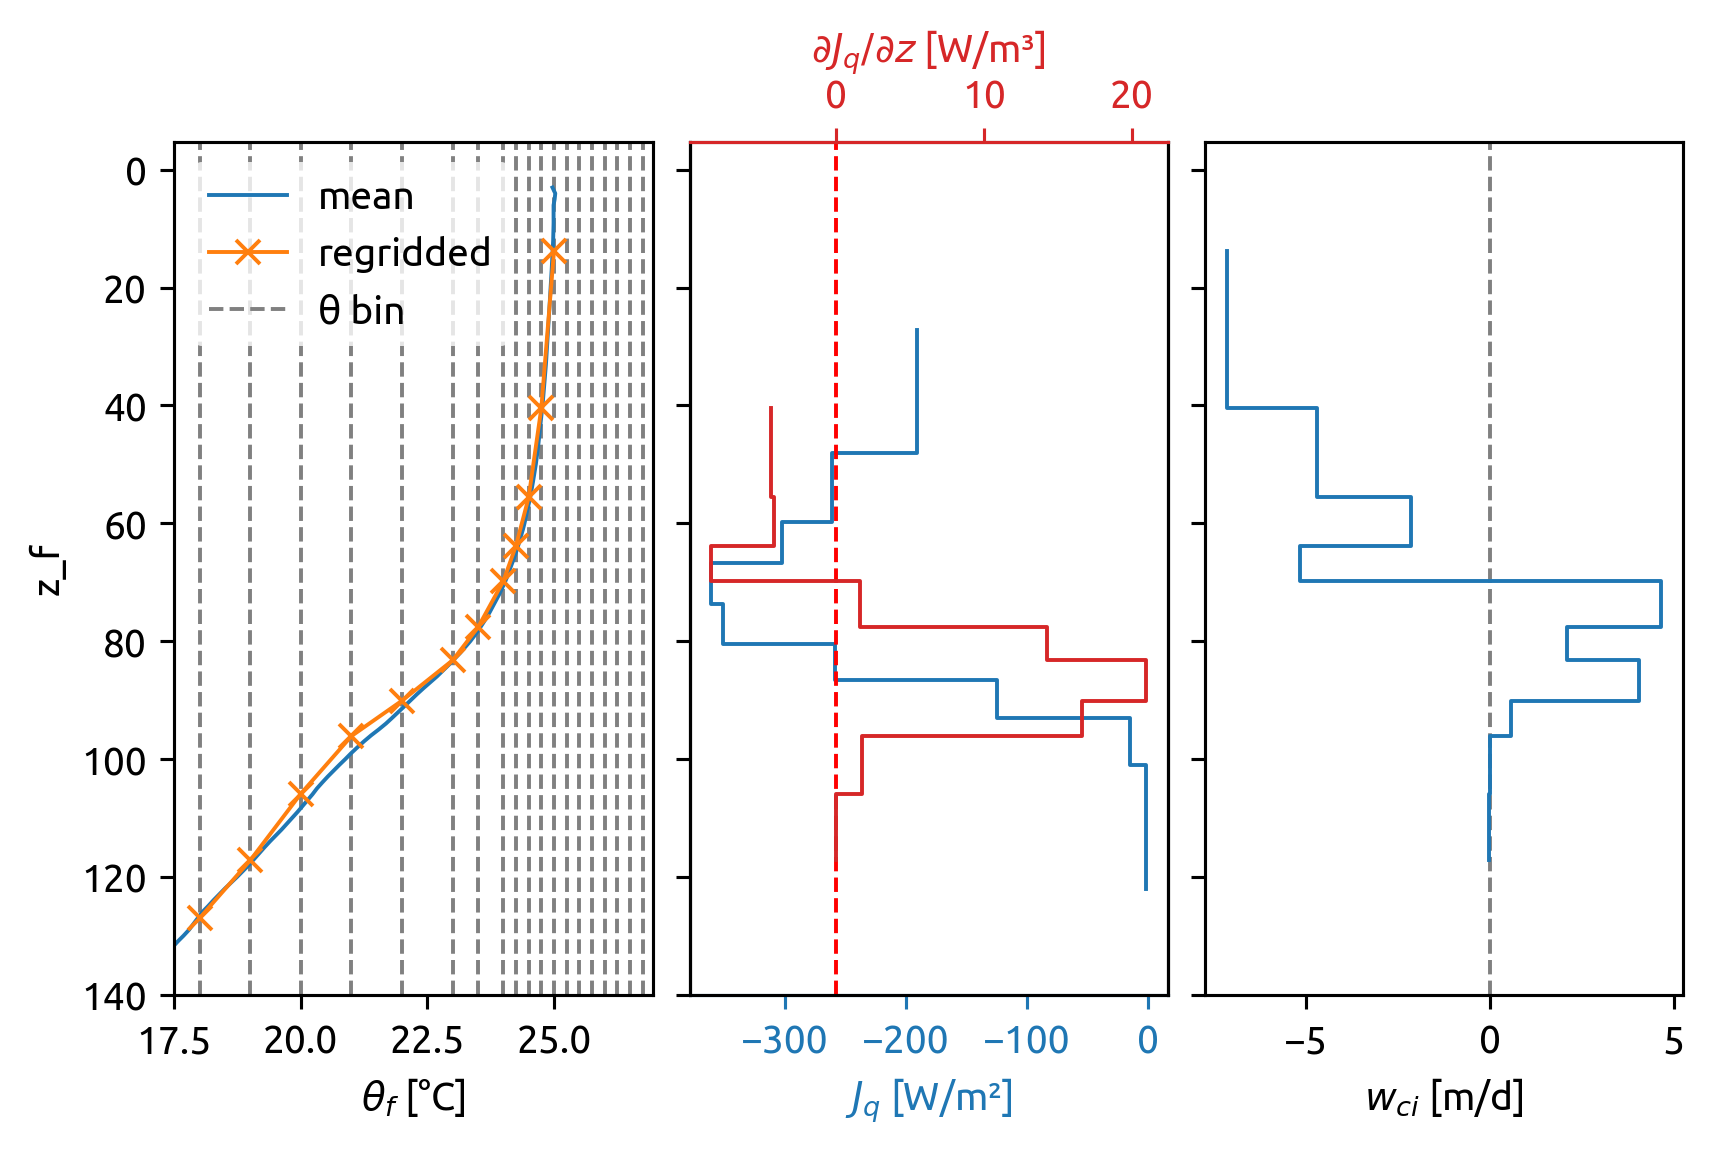 ∂J_q/∂z [W/m³]
0 10 20
0
20
40
60
80
100
120
140
z_f
mean
regridded
θ bin
17.5 20.0 22.5 25.0
θ_f [°C]
−300 −200 −100 0
J_q [W/m²]
−5 0 5
w_ci [m/d]